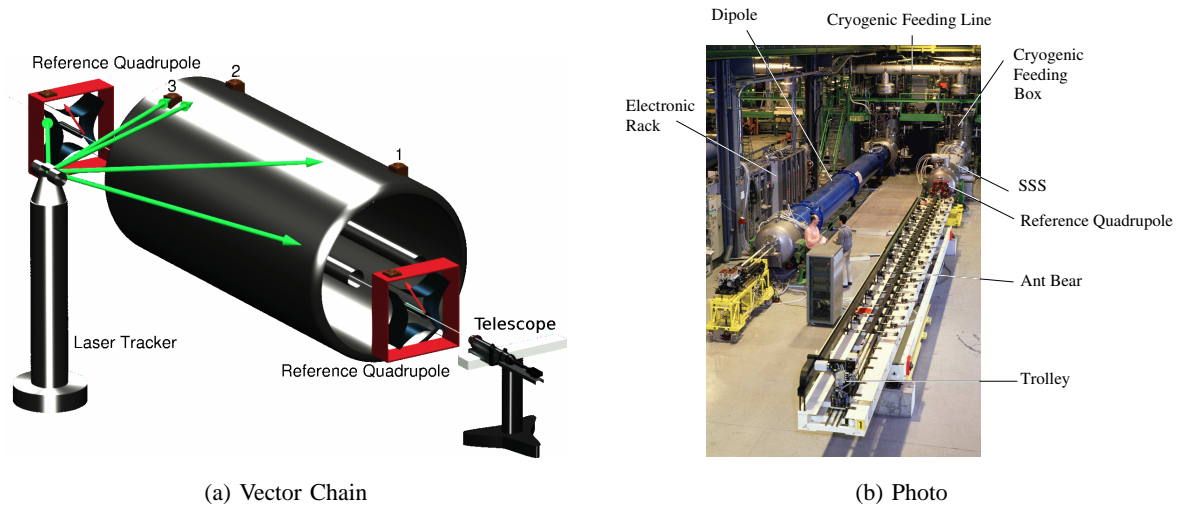 Reference Quadrupole
2
3
1
Laser Tracker
Telescope
Reference Quadrupole
(a) Vector Chain
Dipole
Cryogenic Feeding Line
Cryogenic
Feeding
Box
Electronic
Rack
SSS
Reference Quadrupole
Ant Bear
Trolley
1
(b) Photo